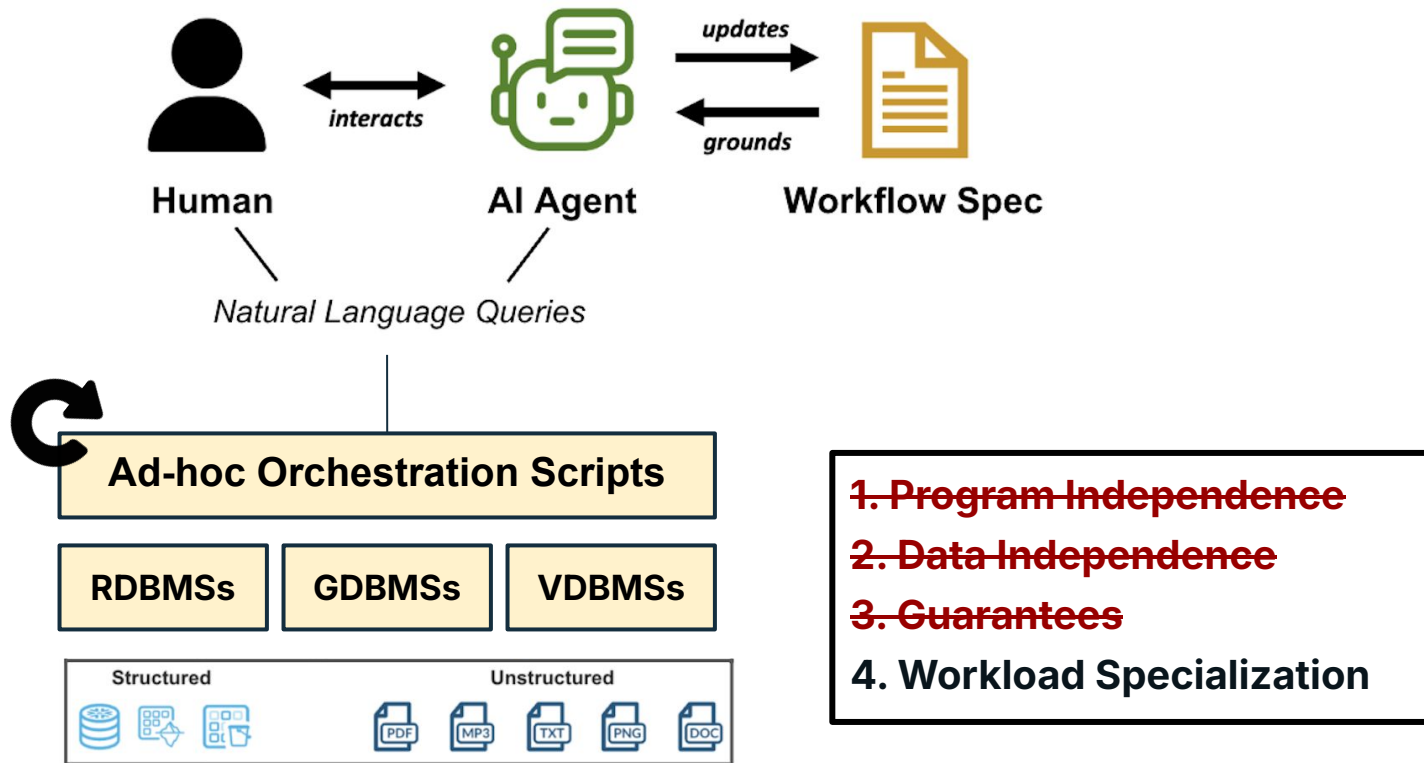 updates
interacts
grounds
Human
AI Agent
Workflow Spec
Natural Language Queries
Ad-hoc Orchestration Scripts
RDBMSs
GDBMSs
VDBMSs
Structured
Unstructured
PDF
MP3
TXT
PNG
DOC
1. Program Independence
2. Data Independence
3. Guarantees
4. Workload Specialization